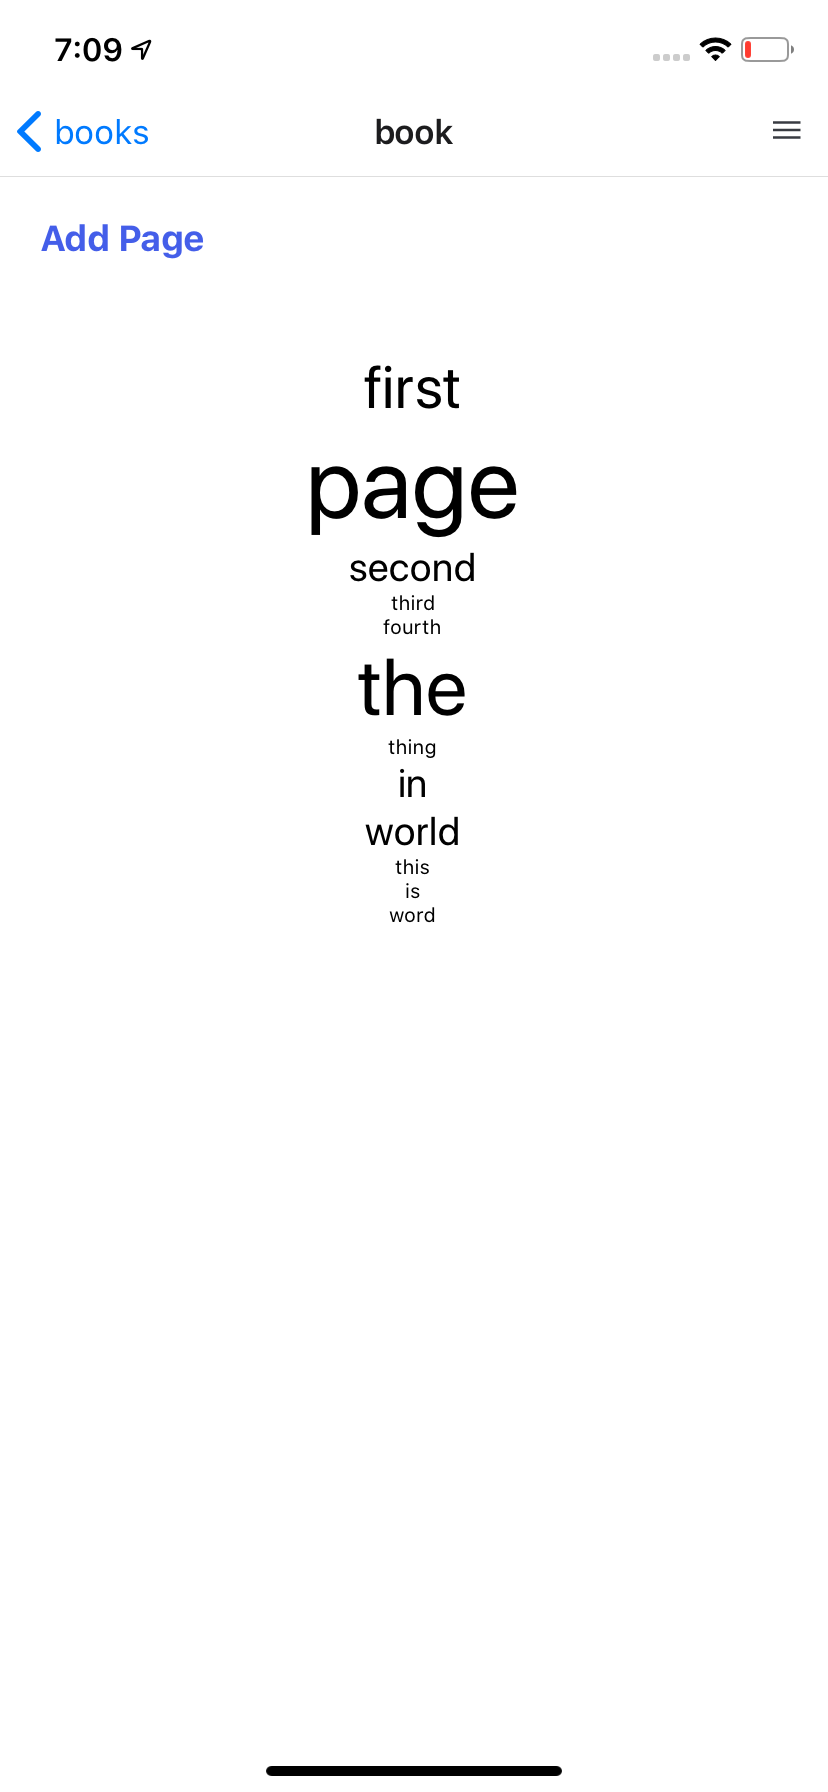 7:09
books book
Add Page
first
page
second
third
fourth
the
thing
in
world
this
is
word